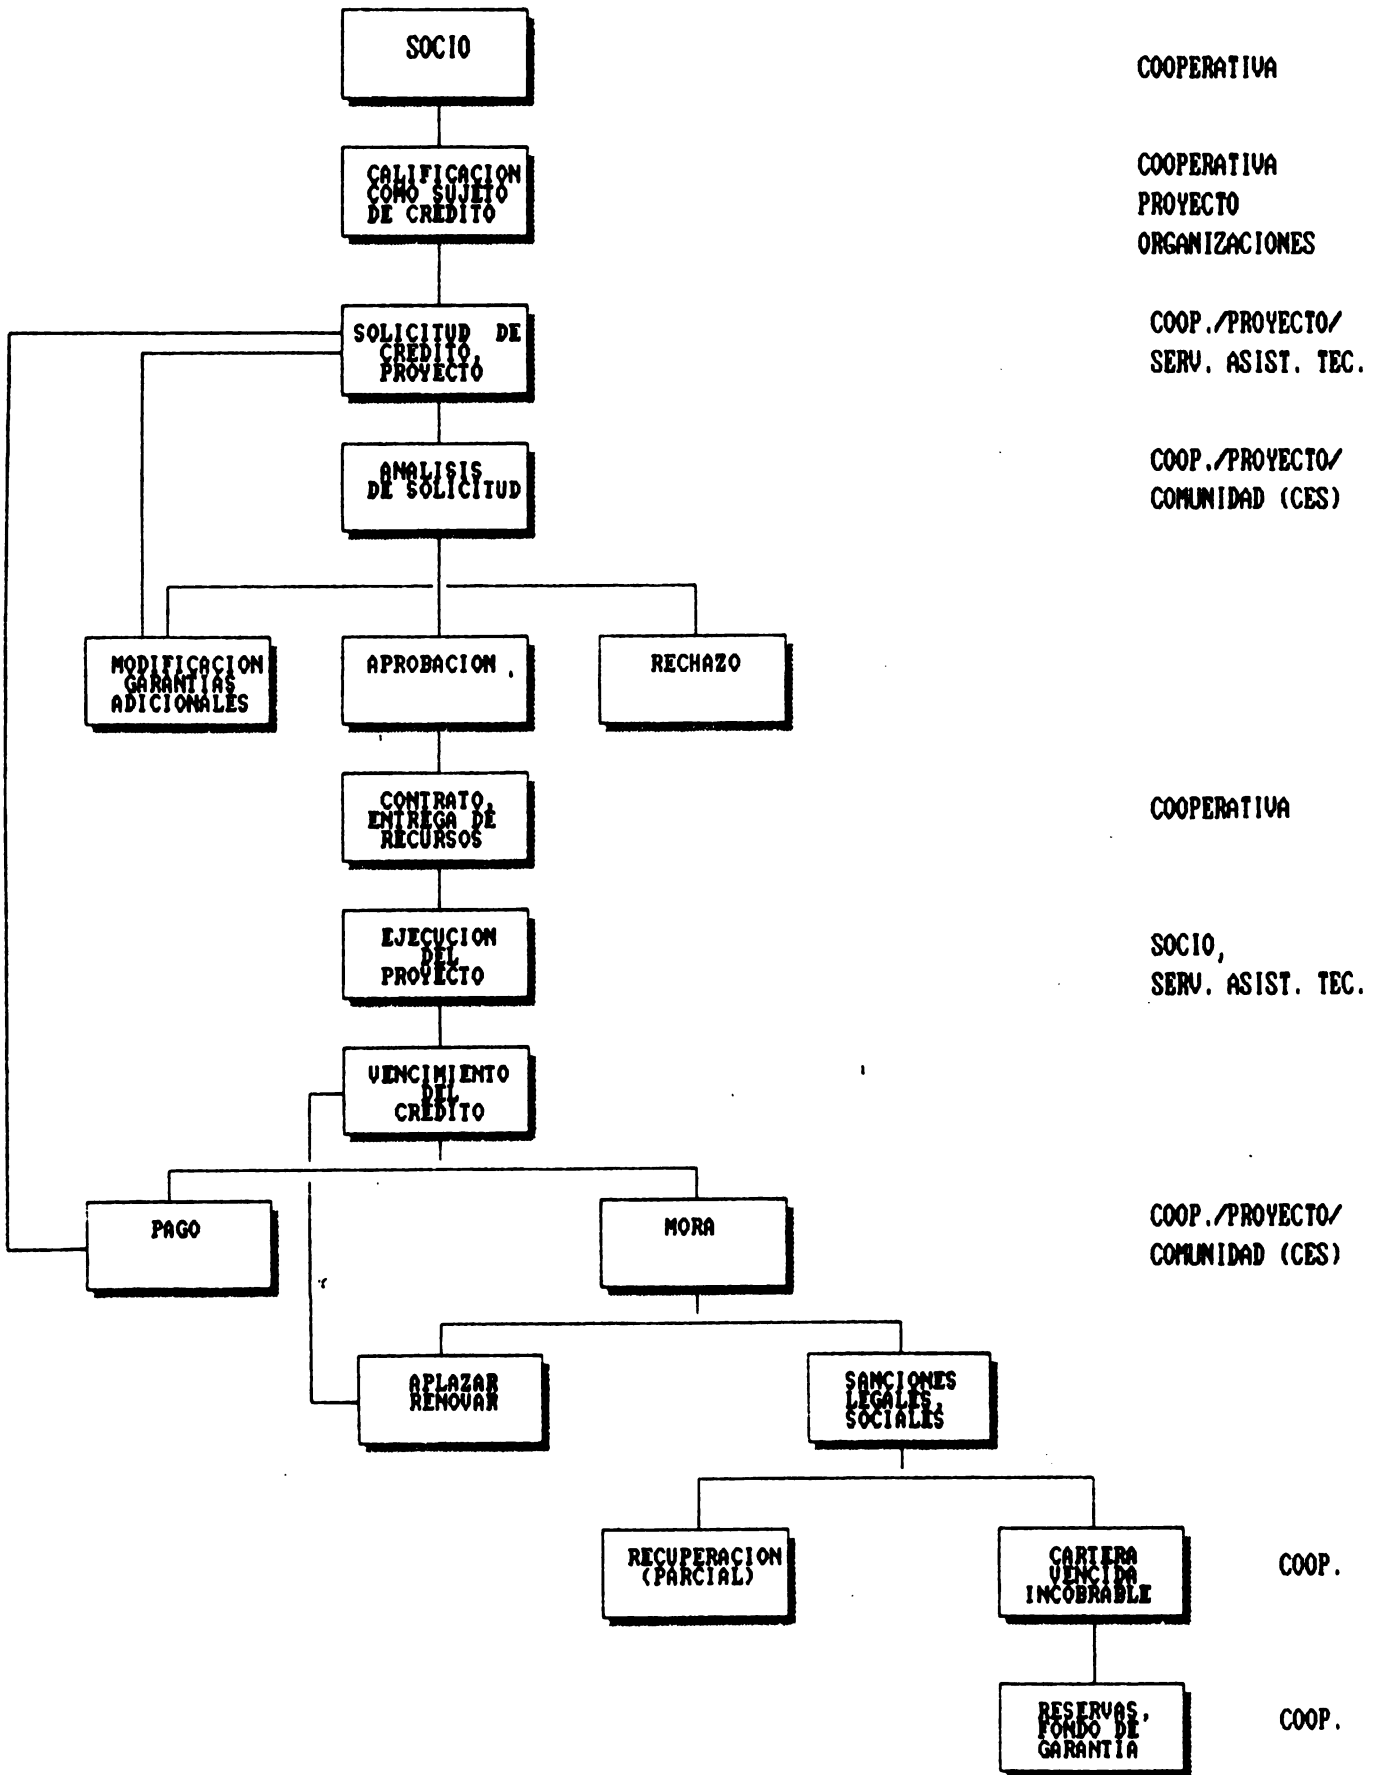 SOCIO
COOPERATIVA
CALIFICACION
COMO SUJETO
DE CREDITO
COOPERATIVA
PROYECTO
ORGANIZACIONES
SOLICITUD DE
CREDITO,
PROYECTO
COOP./PROYECTO/
SERV. ASIST. TEC.
ANALISIS
DE SOLICITUD
COOP./PROYECTO/
COMUNIDAD (CES)
MODIFICACION
GARANTIAS
ADICIONALES
APROBACION
RECHAZO
CONTRATO,
ENTREGA DE
RECURSOS
COOPERATIVA
EJECUCION
DEL
PROYECTO
SOCIO,
SERV. ASIST. TEC.
VENCIMIENTO
DEL
CREDITO
PAGO
MORA
COOP./PROYECTO/
COMUNIDAD (CES)
APLAZAR
RENOVAR
SANCIONES
LEGALES,
SOCIALES
RECUPERACION
(PARCIAL)
CARTERA
VENCIDA
INCOBRABLE
COOP.
RESERVAS,
FONDO DE
GARANTIA
COOP.